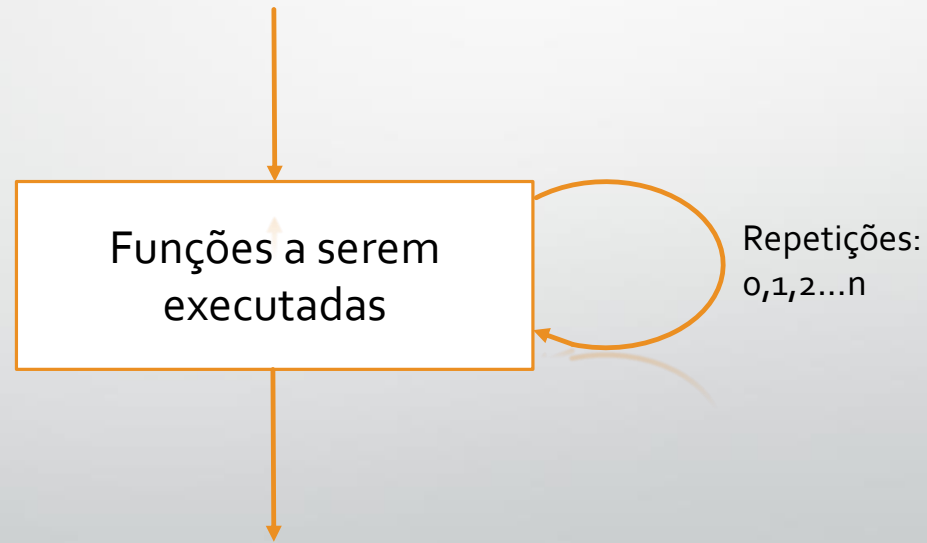 Funções a serem
executadas
Repetições:
0,1,2...n